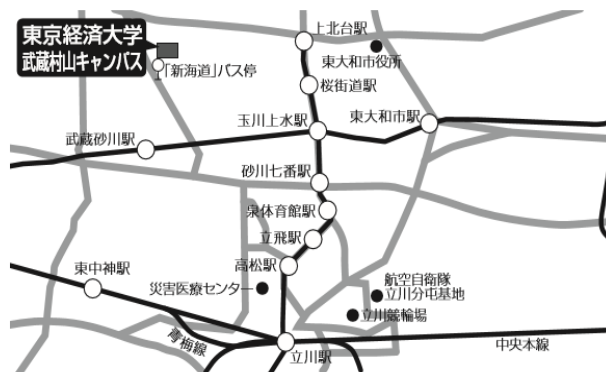 東京経済大学
武蔵村山キャンパス
「新海道」バス停
上北台駅
東大和市役所
桜街道駅
玉川上水駅
東大和市駅
武蔵砂川駅
砂川七番駅
泉体育館駅
立飛駅
高松駅
東中神駅
災害医療センター
航空自衛隊
立川分屯基地
立川競輪場
青梅線
立川駅
中央本線